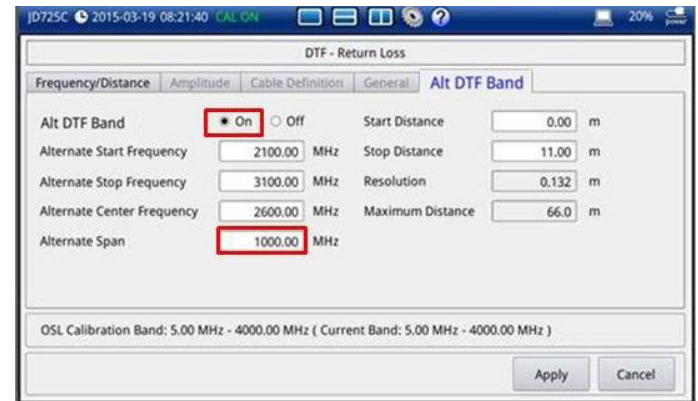 JD725C 2015-03-19 08:21:40 CAL ON 20% power
DTF - Return Loss
Frequency/Distance Amplitude Cable Definition General Alt DTF Band
Alt DTF Band On Off Start Distance 0.00 m
Alternate Start Frequency 2100.00 MHz Stop Distance 11.00 m
Alternate Stop Frequency 3100.00 MHz Resolution 0.132 m
Alternate Center Frequency 2600.00 MHz Maximum Distance 66.0 m
Alternate Span 1000.00 MHz
OSL Calibration Band: 5.00 MHz - 4000.00 MHz ( Current Band: 5.00 MHz - 4000.00 MHz )
Apply Cancel